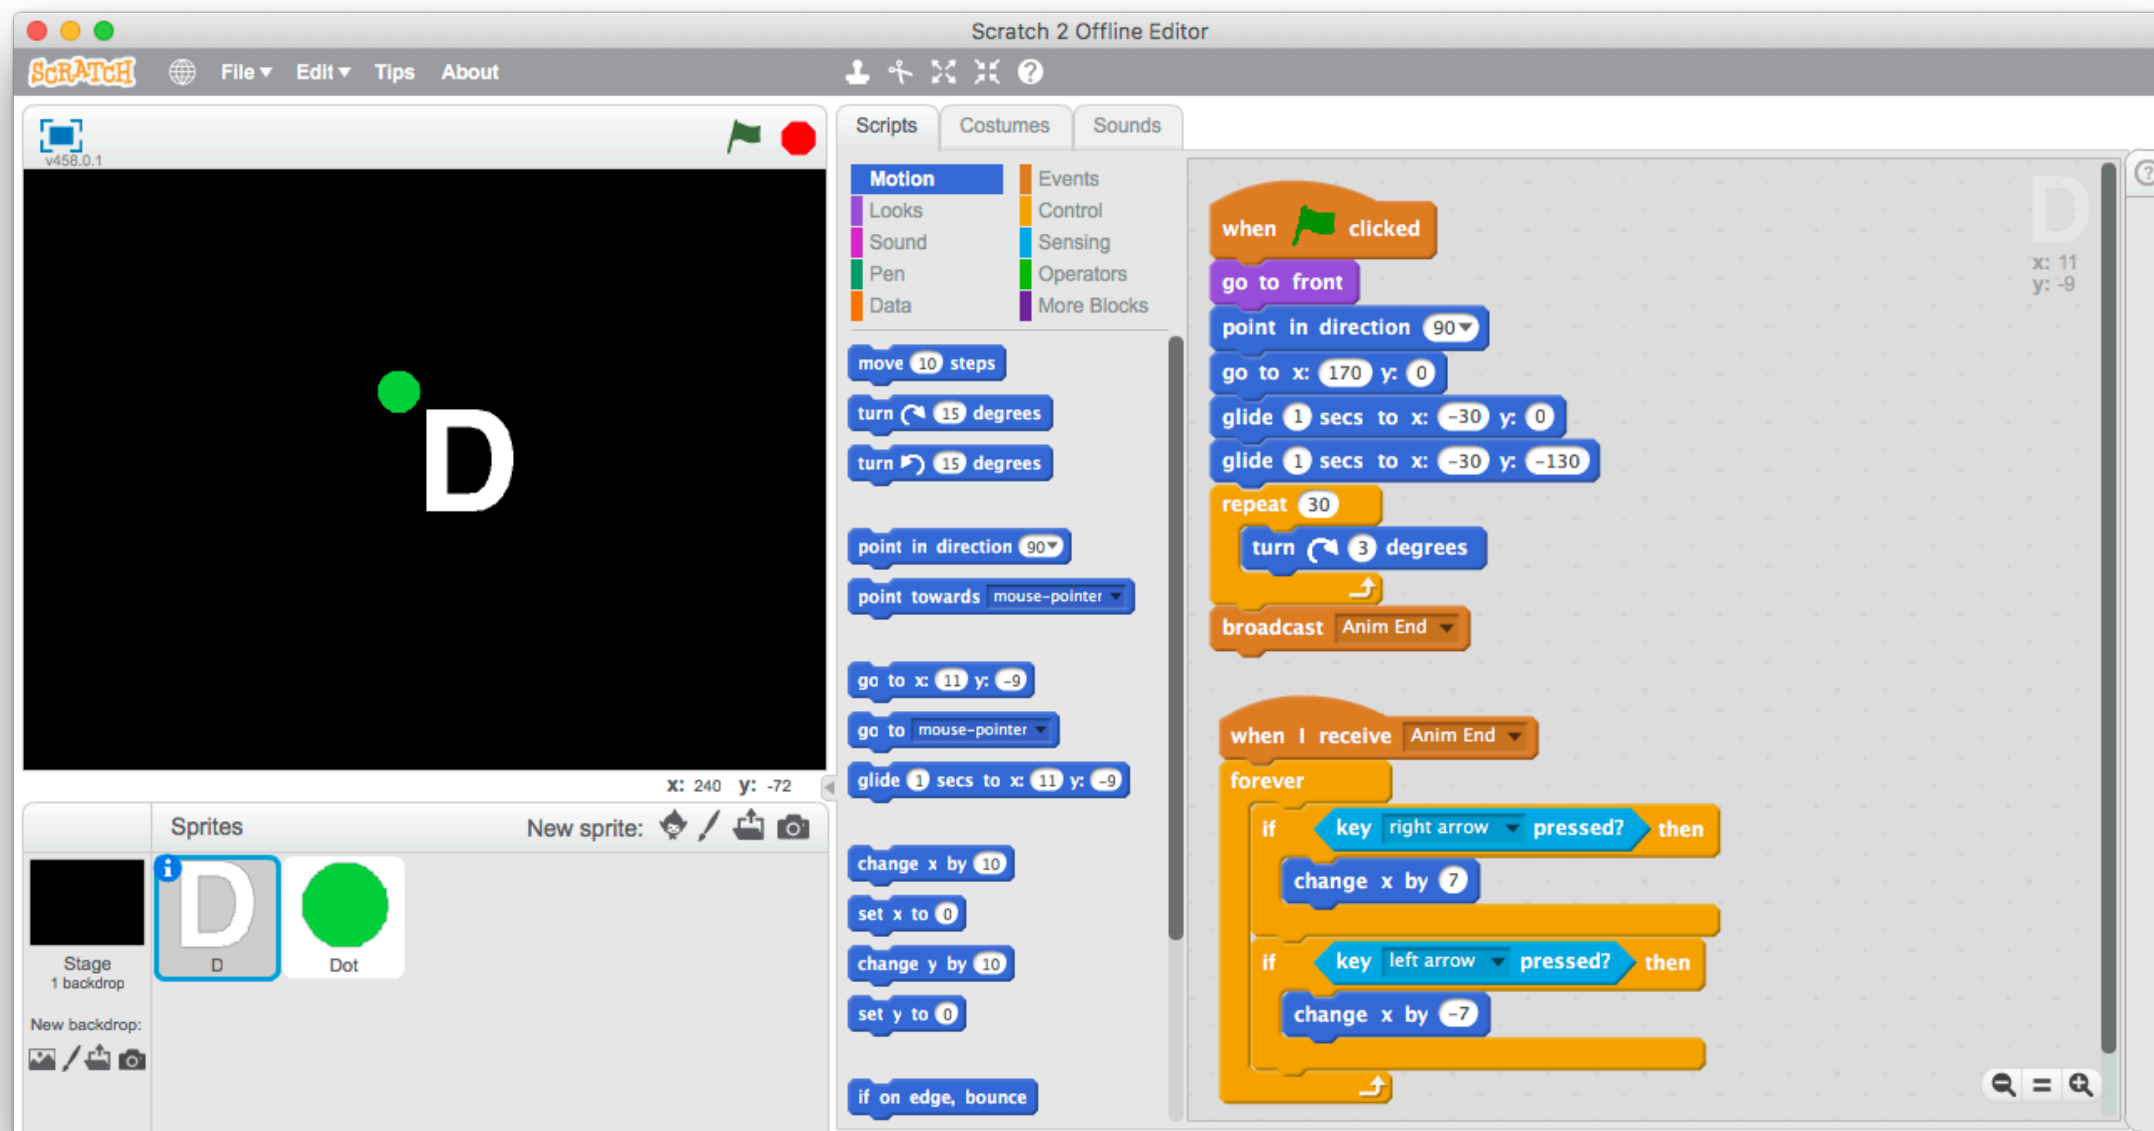 Scratch 2 Offline Editor
SCRATCH File Edit Tips About
v458.0.1
D
x: 240 y: -72
Sprites New sprite:
D
D
Dot
Stage
1 backdrop
New backdrop:
Scripts Costumes Sounds
Motion Events
Looks Control
Sound Sensing
Pen Operators
Data More Blocks
move 10 steps
turn 15 degrees
turn 15 degrees
point in direction 90
point towards mouse-pointer
go to x: 11 y: -9
go to mouse-pointer
glide 1 secs to x: 11 y: -9
change x by 10
set x to 0
change y by 10
set y to 0
if on edge, bounce
when clicked
go to front
point in direction 90
go to x: 170 y: 0
glide 1 secs to x: -30 y: 0
glide 1 secs to x: -30 y: -130
repeat 30
turn 3 degrees
broadcast Anim End
when I receive Anim End
forever
if key right arrow pressed? then
change x by 7
if key left arrow pressed? then
change x by -7
D
x: 11
y: -9